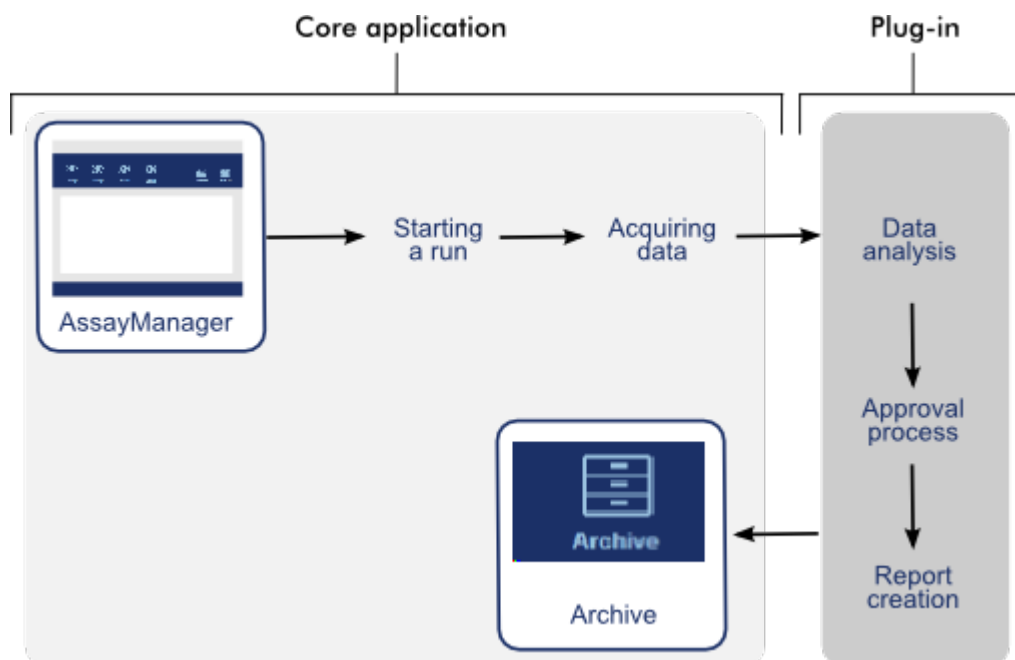 Core application
Plug-in
AssayManager
Starting
a run
Acquiring
data
Data
analysis
Approval
process
Archive
Archive
Report
creation